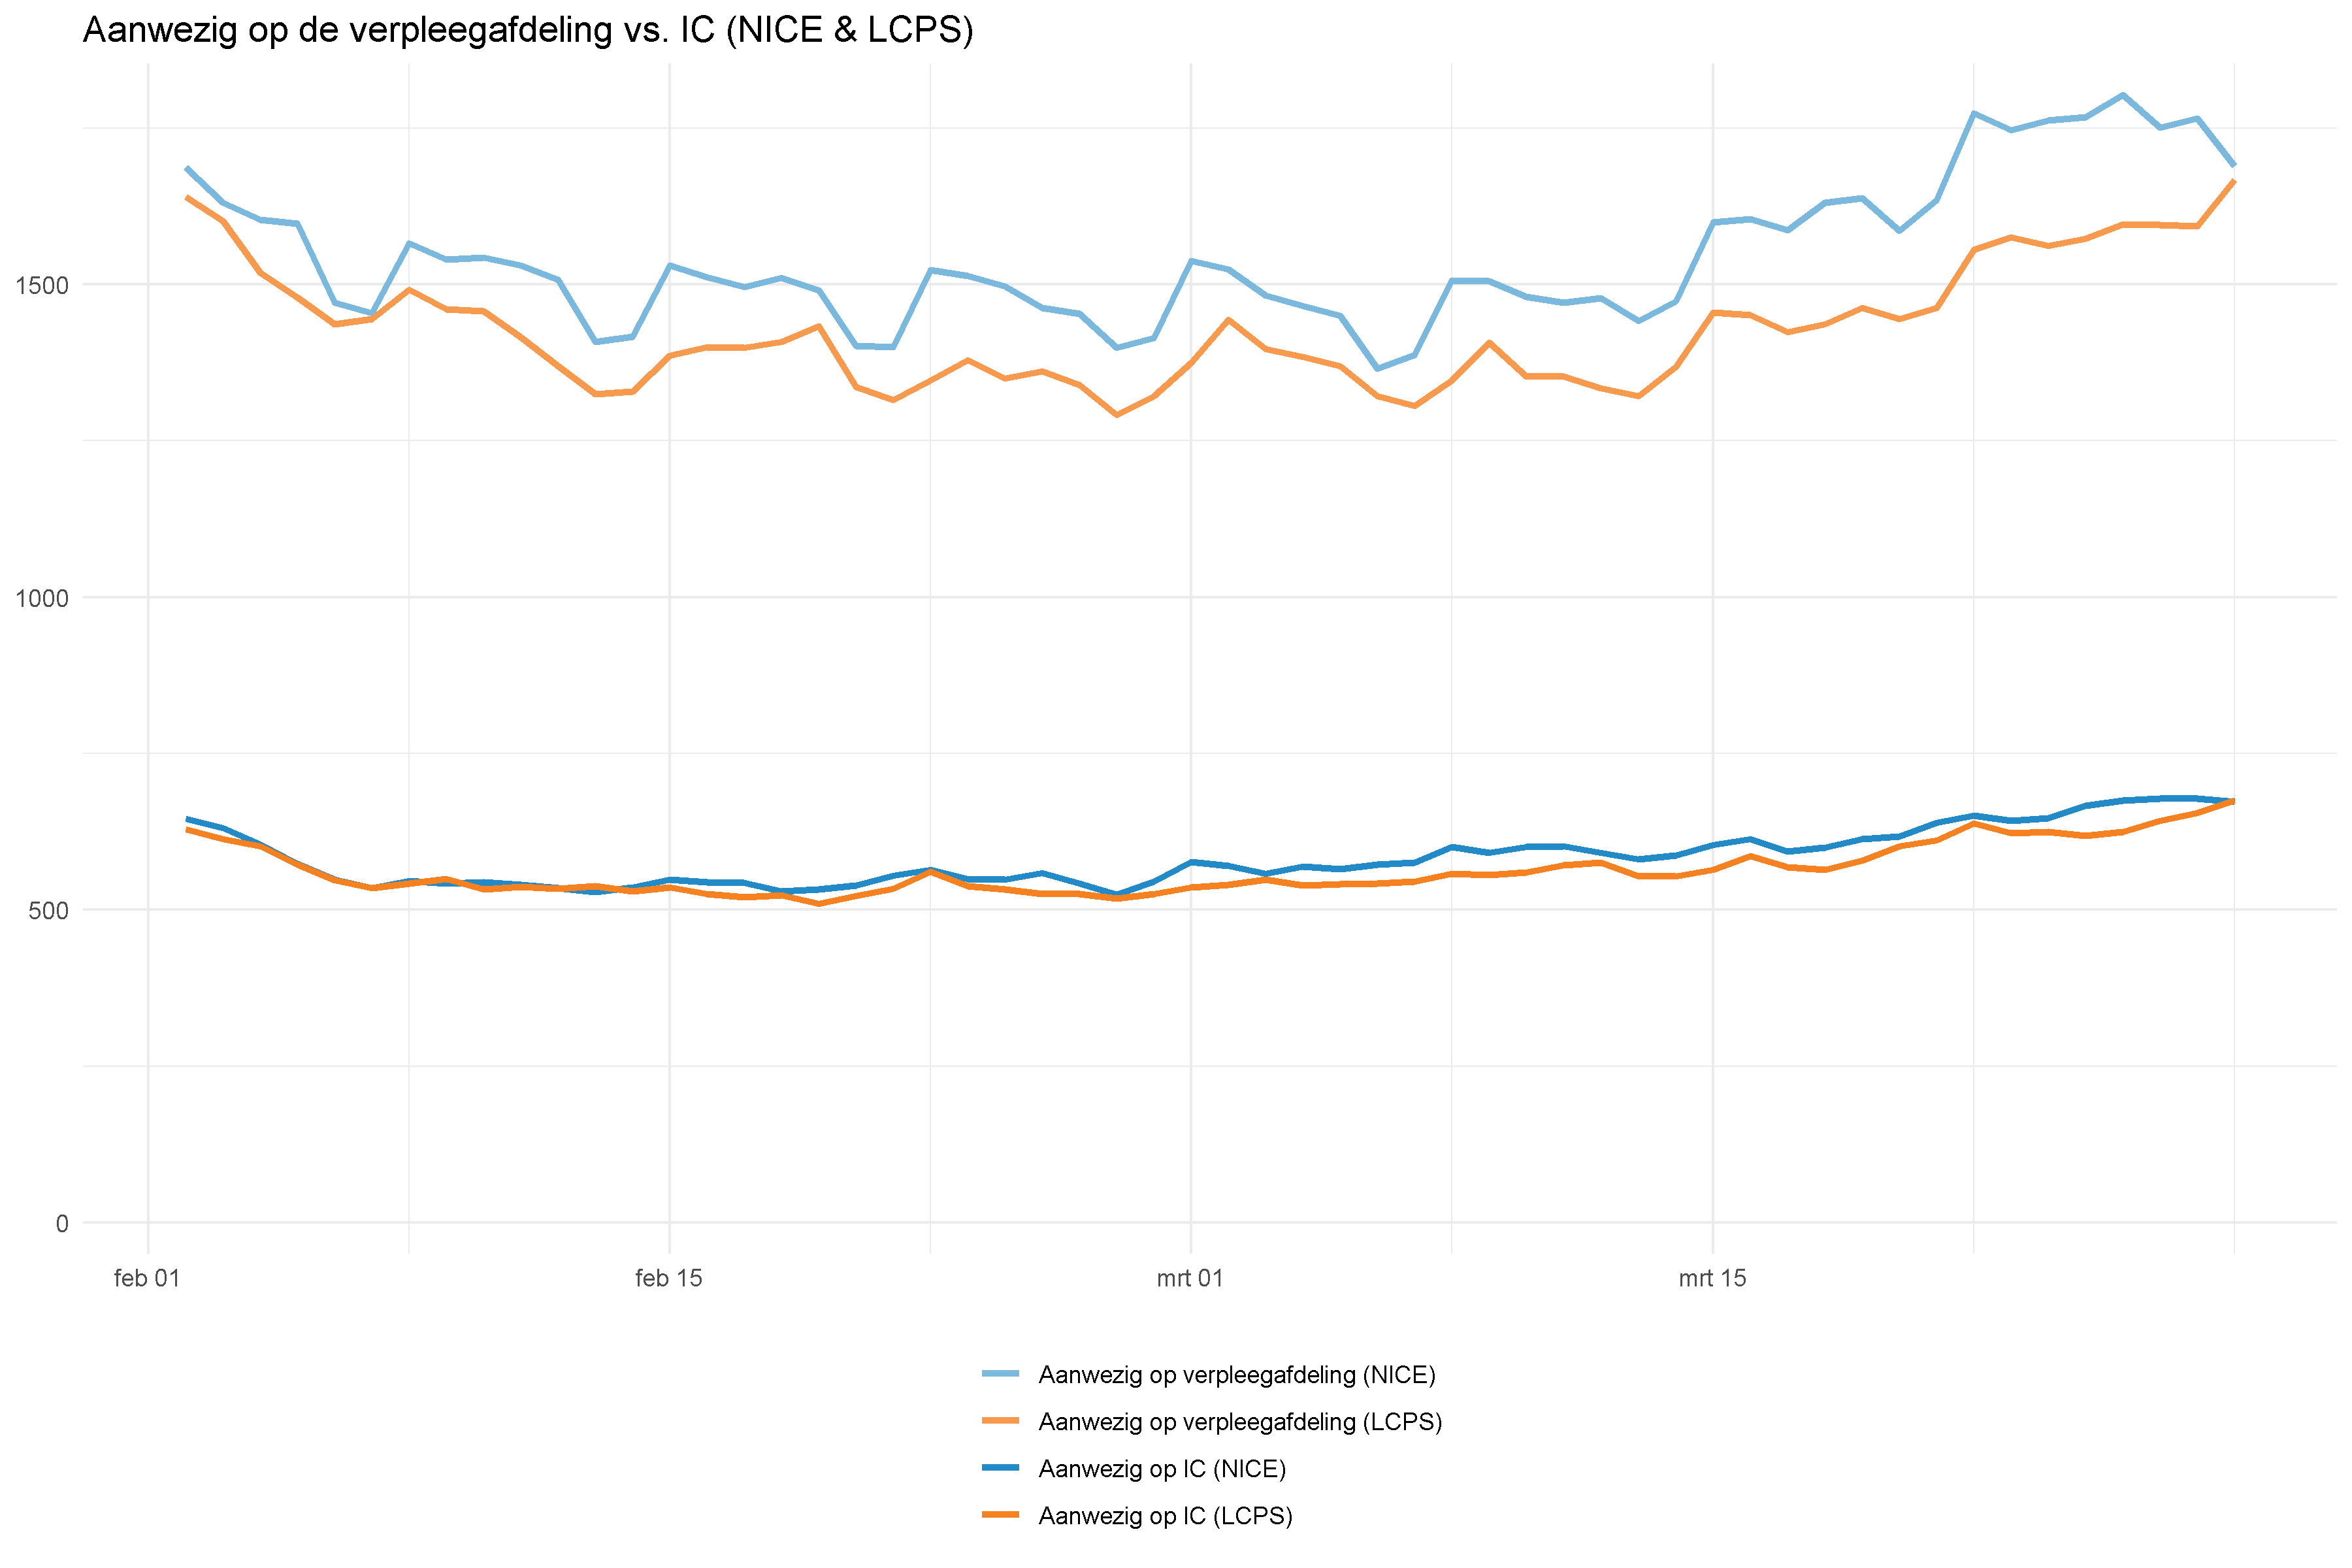 Aanwezig op de verpleegafdeling vs. IC (NICE & LCPS)
1500
1000
500
0
feb 01
feb 15
mrt 01
mrt 15
Aanwezig op verpleegafdeling (NICE)
Aanwezig op verpleegafdeling (LCPS)
Aanwezig op IC (NICE)
Aanwezig op IC (LCPS)